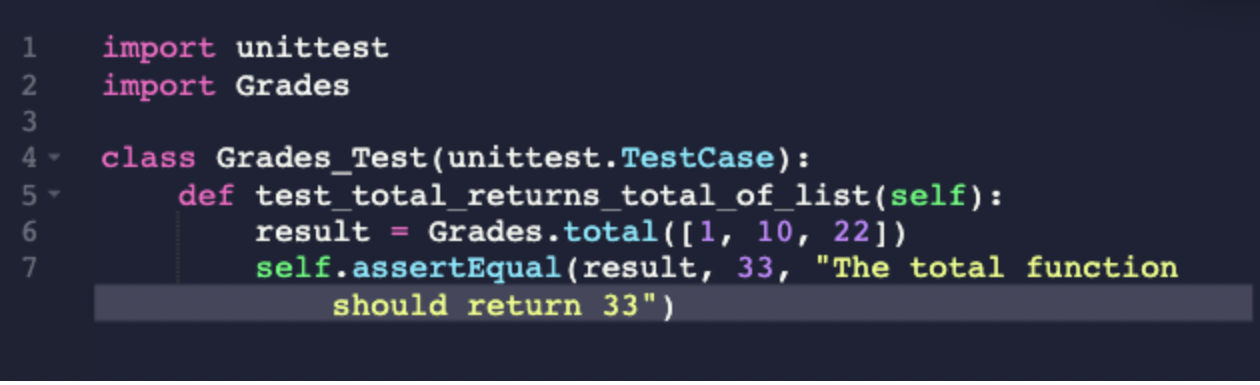 1 import unittest
2 import Grades
3
4 class Grades_Test(unittest.TestCase):
5 def test_total_returns_total_of_list(self):
6 result = Grades.total([1, 10, 22])
7 self.assertEqual(result, 33, "The total function
should return 33")